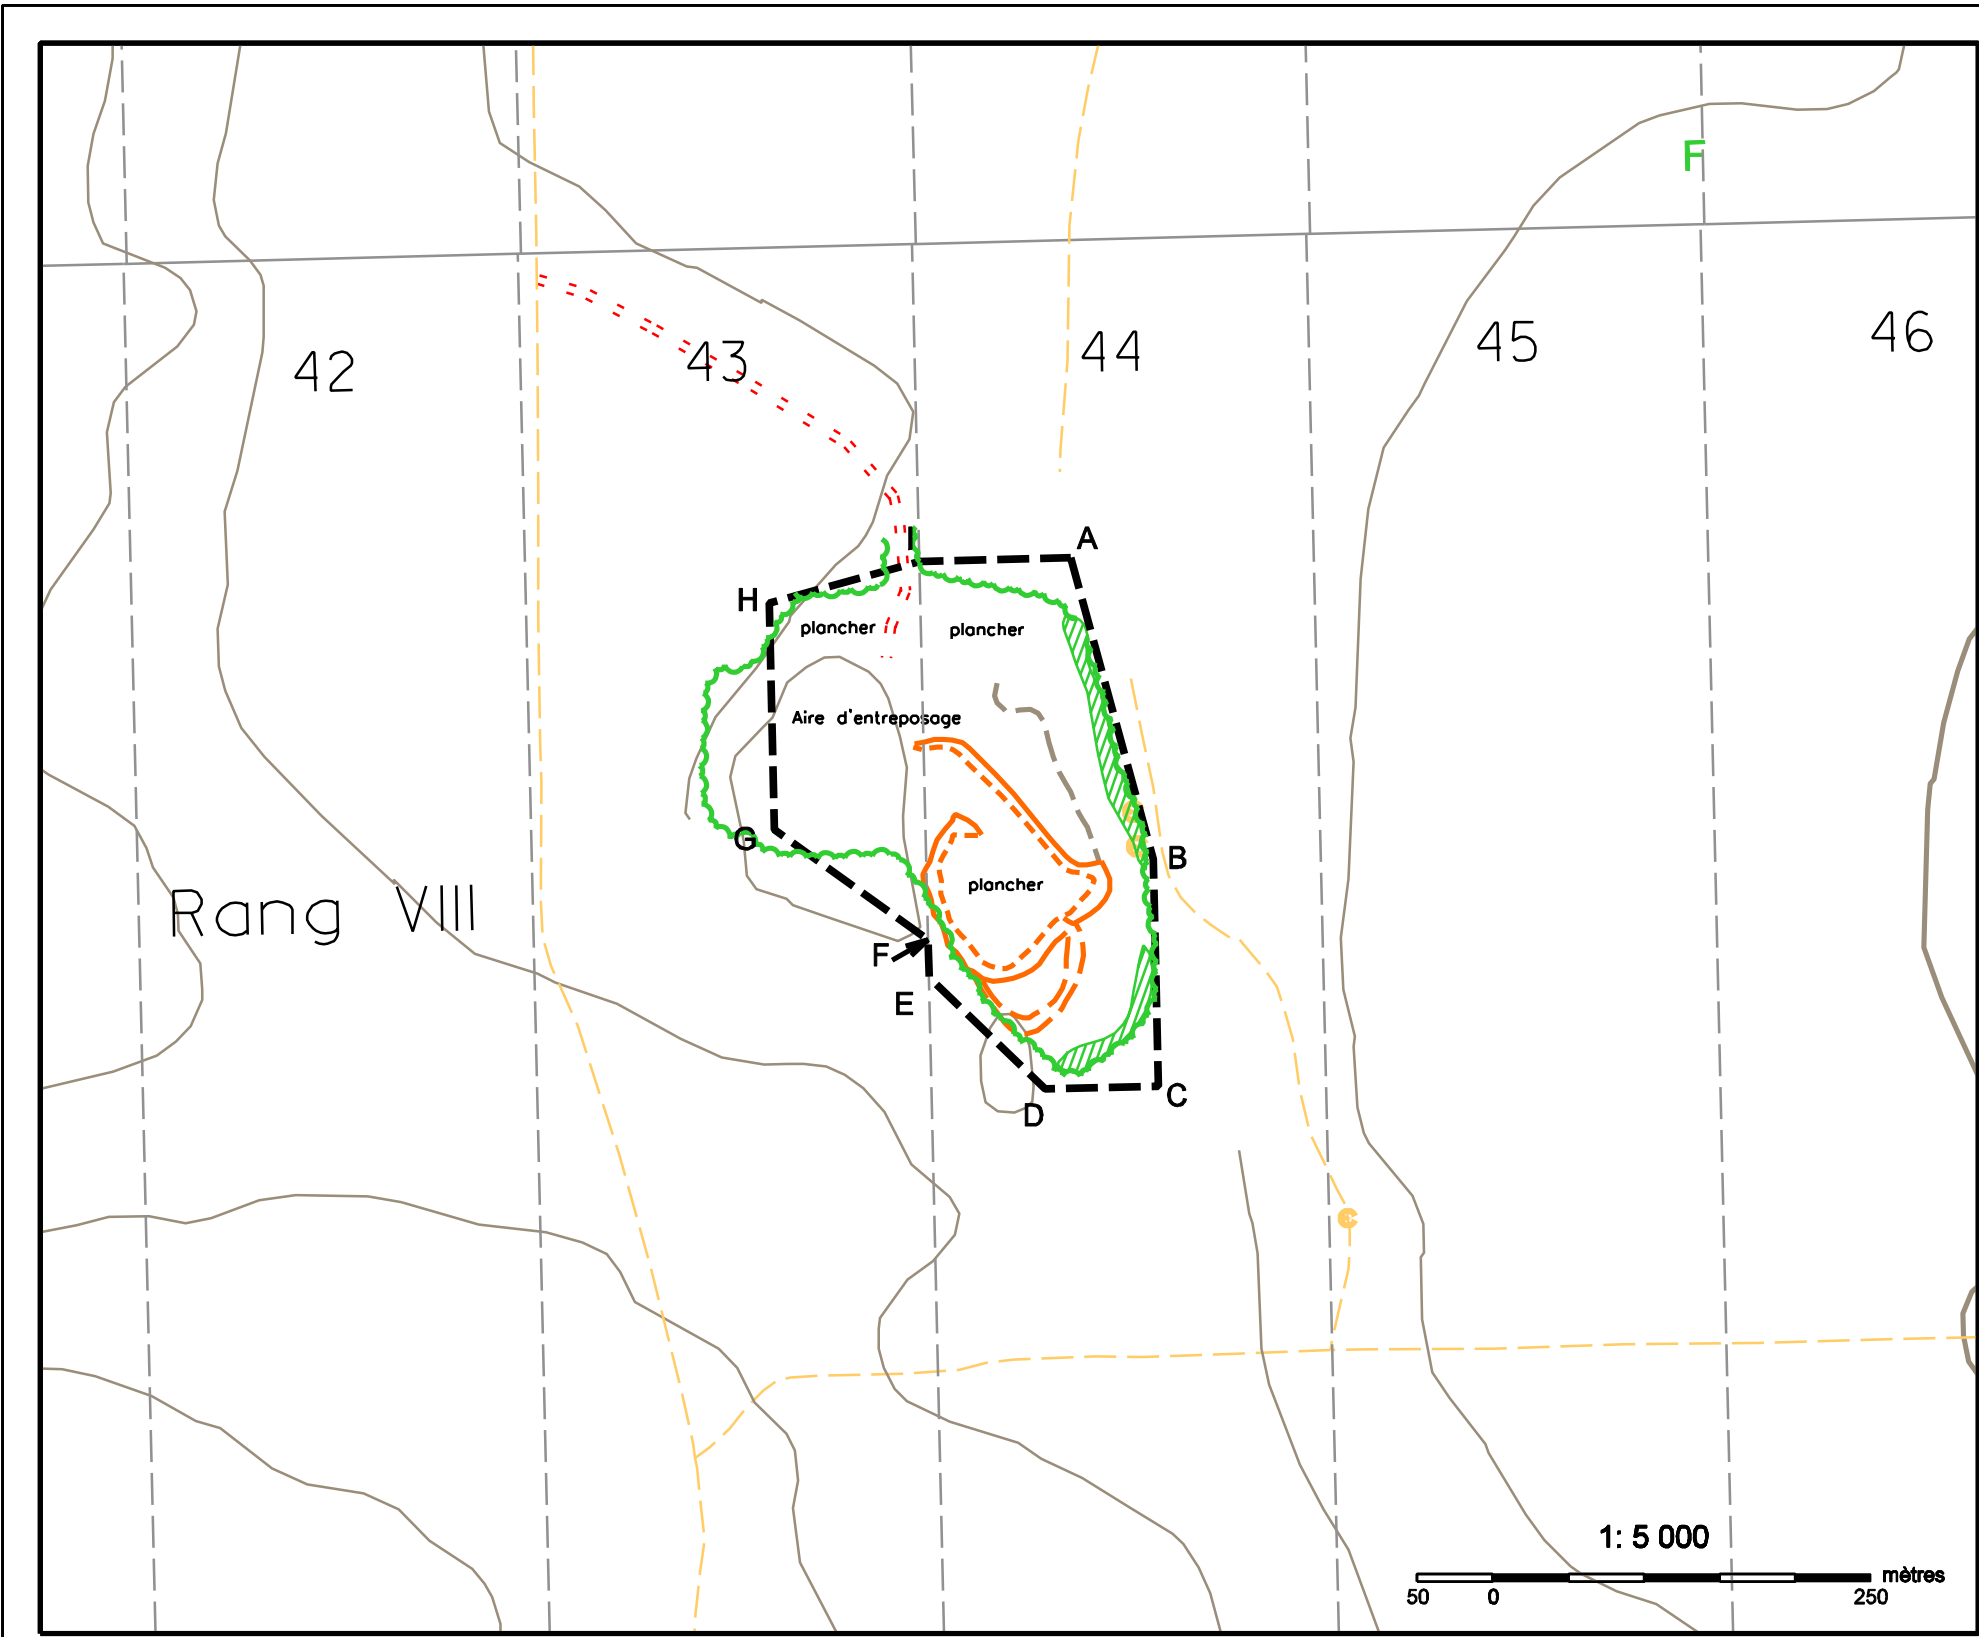 F
42
43
44
45
46
I
A
H
plancher
plancher
Aire d'entreposage
G
B
plancher
Rang VIII
F
E
C
D
1: 5 000
mètres
50
0
250